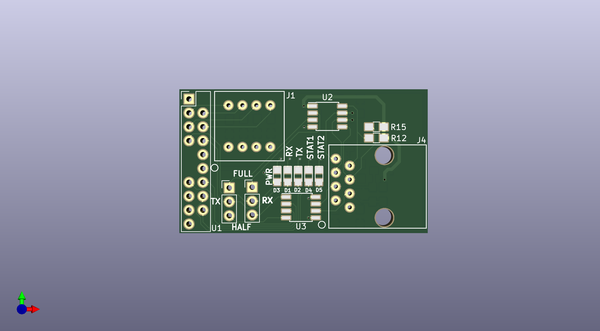 J1
U2
R15
R12
J4
RX
TX
STAT1
STAT2
PWR
FULL
D3 D1 D2 D4 D5
TX
RX
HALF
U1
U3